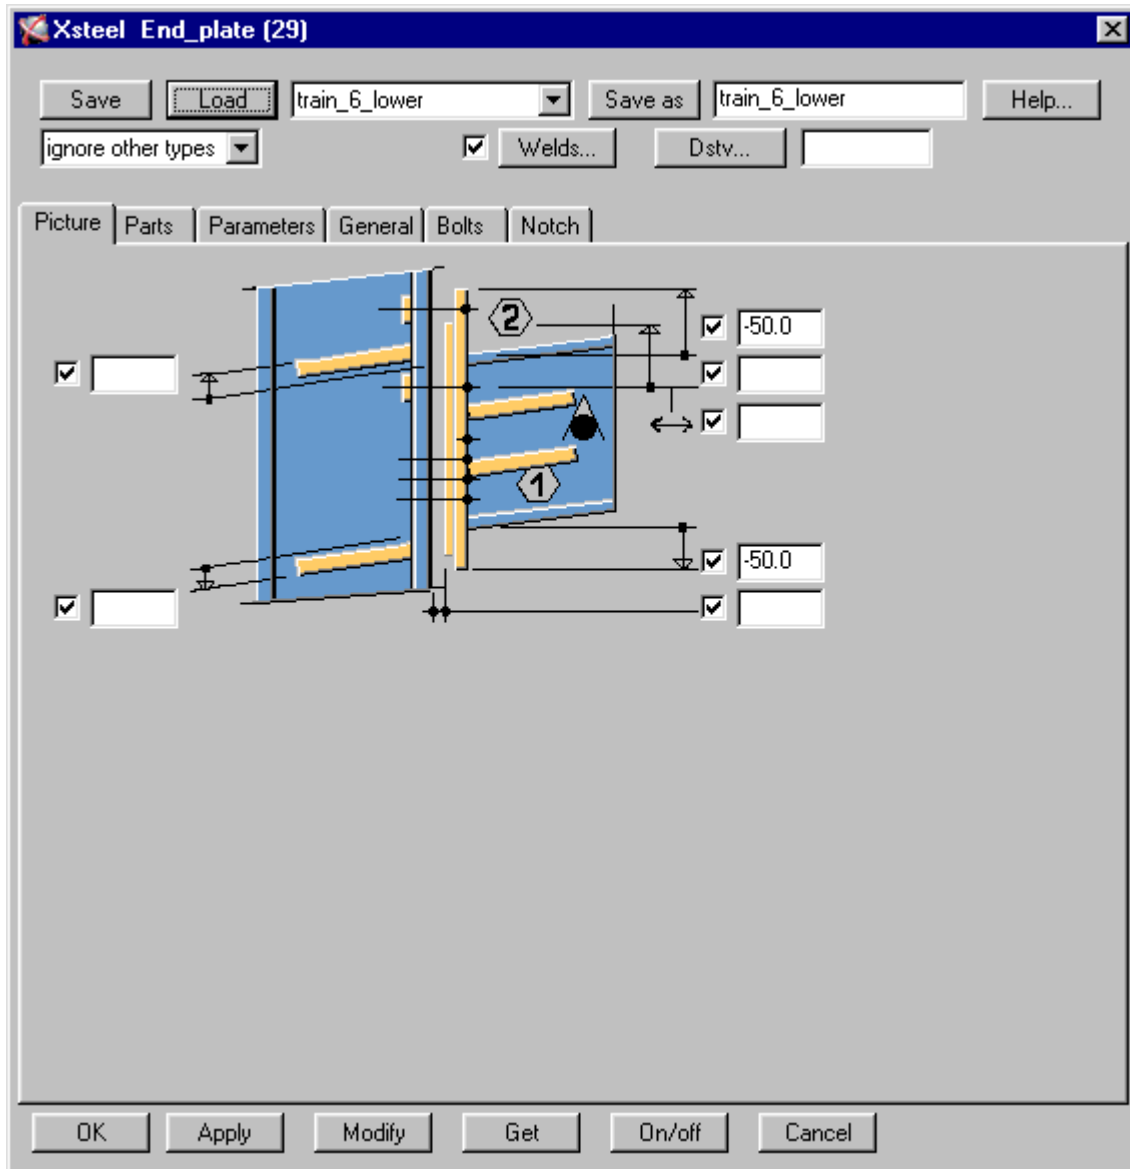 Xsteel End_plate (29)
Save Load train_6_lower Save as train_6_lower Help...
ignore other types Welds... Dstv...
Picture Parts Parameters General Bolts Notch
2
-50.0
1
-50.0
OK Apply Modify Get On/off Cancel